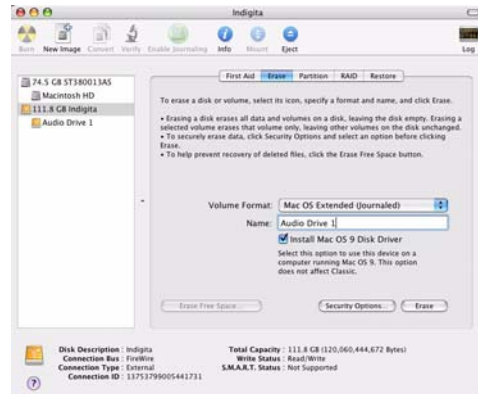 Indigita
Burn New Image Convert Verify Enable Journaling Info Mount Eject Log
74.5 GB ST380013AS
Macintosh HD
111.8 GB Indigita
Audio Drive 1
First Aid Erase Partition RAID Restore
To erase a disk or volume, select its icon, specify a format and name, and click Erase.
• Erasing a disk erases all data and volumes on a disk, leaving the disk empty. Erasing a
selected volume erases that volume only, leaving other volumes on the disk unchanged.
• To securely erase data, click Security Options and select an option before clicking
Erase.
• To help prevent recovery of deleted files, click the Erase Free Space button.
Volume Format: Mac OS Extended (Journaled)
Name: Audio Drive 1
Install Mac OS 9 Disk Driver
Select this option to use this device on a
computer running Mac OS 9. This option
does not affect Classic.
Erase Free Space... Security Options... Erase
Disk Description : Indigita Total Capacity : 111.8 GB (120,060,444,672 Bytes)
Connection Bus : FireWire Write Status : Read/Write
Connection Type : External S.M.A.R.T. Status : Not Supported
Connection ID : 13753799005441731
?